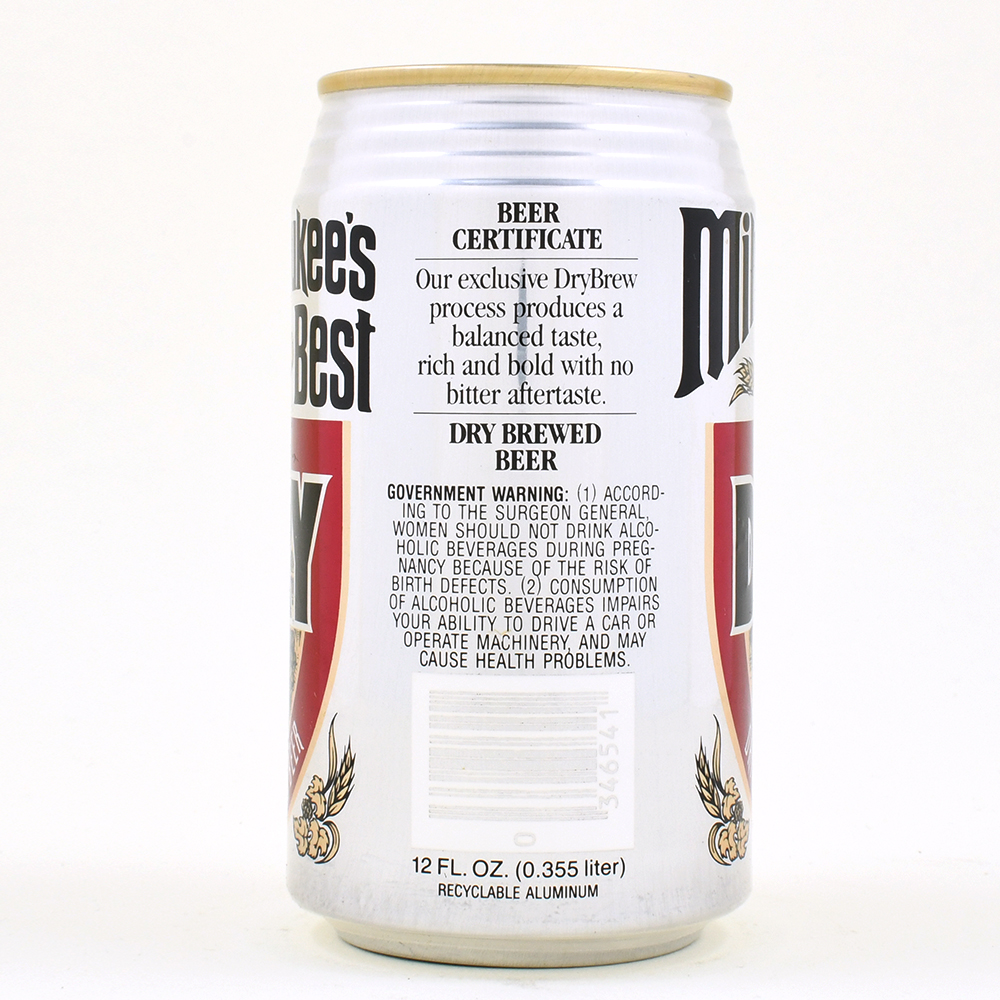 kee's
Best
Y
BEER
CERTIFICATE
Our exclusive DryBrew
process produces a
balanced taste,
rich and bold with no
bitter aftertaste.
DRY BREWED
BEER
GOVERNMENT WARNING: (1) ACCORD-
ING TO THE SURGEON GENERAL,
WOMEN SHOULD NOT DRINK ALCO-
HOLIC BEVERAGES DURING PREG-
NANCY BECAUSE OF THE RISK OF
BIRTH DEFECTS. (2) CONSUMPTION
OF ALCOHOLIC BEVERAGES IMPAIRS
YOUR ABILITY TO DRIVE A CAR OR
OPERATE MACHINERY, AND MAY
CAUSE HEALTH PROBLEMS.
346541
0
12 FL. OZ. (0.355 liter)
RECYCLABLE ALUMINUM
Mi
D